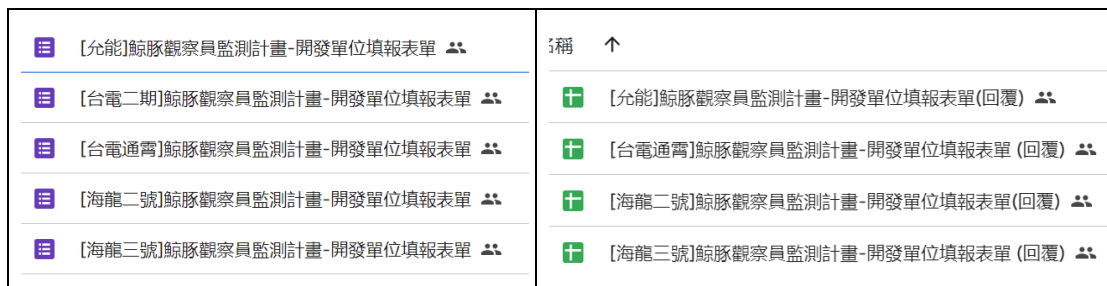 [允能]鯨豚觀察員監測計畫-開發單位填報表單
[台電二期]鯨豚觀察員監測計畫-開發單位填報表單
[台電通霄]鯨豚觀察員監測計畫-開發單位填報表單
[海龍二號]鯨豚觀察員監測計畫-開發單位填報表單
[海龍三號]鯨豚觀察員監測計畫-開發單位填報表單
稱
[允能]鯨豚觀察員監測計畫-開發單位填報表單(回覆)
[台電通霄]鯨豚觀察員監測計畫-開發單位填報表單 (回覆)
[海龍二號]鯨豚觀察員監測計畫-開發單位填報表單(回覆)
[海龍三號]鯨豚觀察員監測計畫-開發單位填報表單 (回覆)